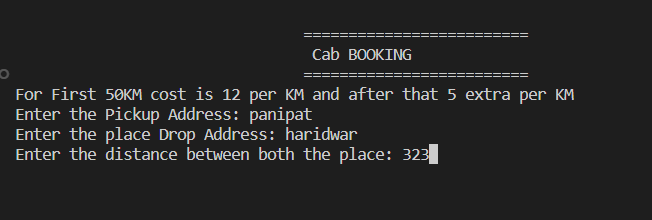 =========================
Cab BOOKING
=========================
For First 50KM cost is 12 per KM and after that 5 extra per KM
Enter the Pickup Address: panipat
Enter the place Drop Address: haridwar
Enter the distance between both the place: 323